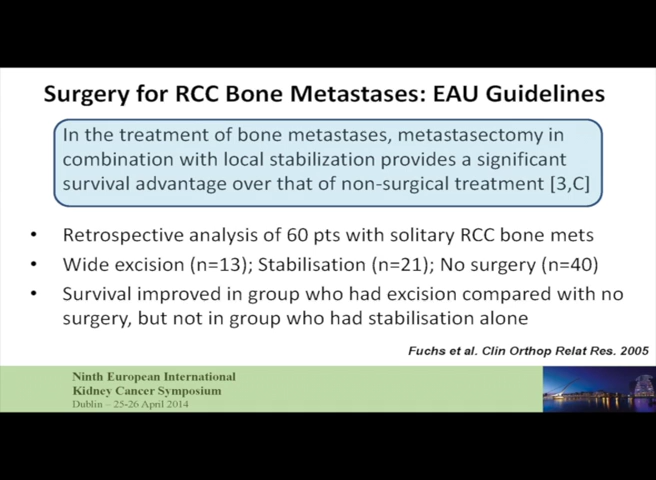 Surgery for RCC Bone Metastases: EAU Guidelines
In the treatment of bone metastases, metastasectomy in
combination with local stabilization provides a significant
survival advantage over that of non-surgical treatment [3,C]
• Retrospective analysis of 60 pts with solitary RCC bone mets
• Wide excision (n=13); Stabilisation (n=21); No surgery (n=40)
• Survival improved in group who had excision compared with no
surgery, but not in group who had stabilisation alone
Fuchs et al. Clin Orthop Relat Res. 2005
Ninth European International
Kidney Cancer Symposium
Dublin – 25-26 April 2014